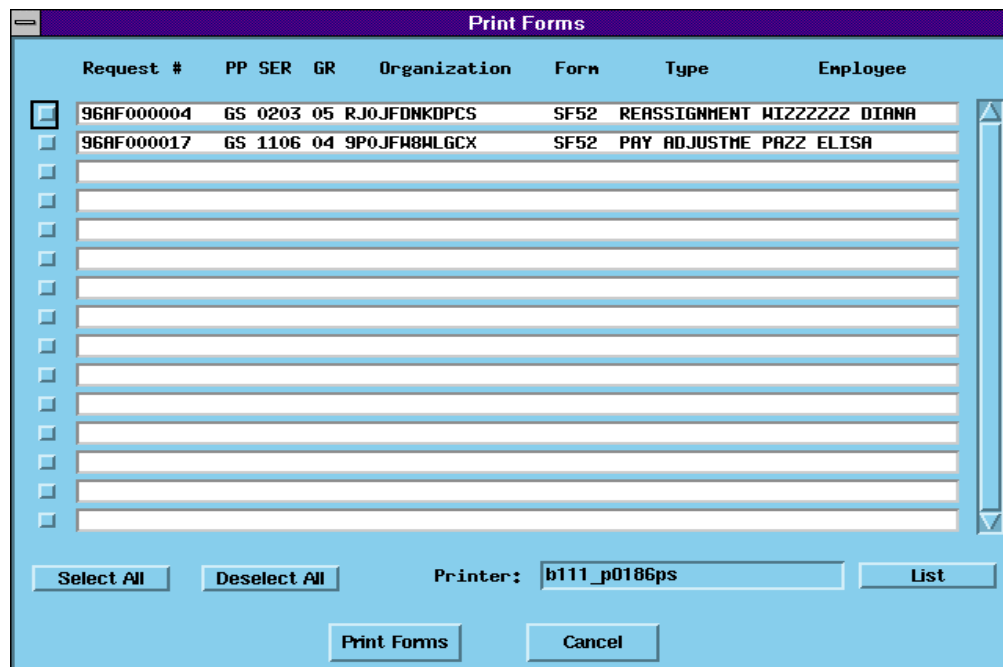 Print Forms
Request # PP SER GR Organization Form Type Employee
96AF000004 GS 0203 05 RJ0JFDNKDPCS SF52 REASSIGNMENT WIZZZZZZ DIANA
96AF000017 GS 1106 04 9P0JFW8WLGCX SF52 PAY ADJUSTME PAZZ ELISA
Select All Deselect All Printer: b111_p0186ps List
Print Forms Cancel